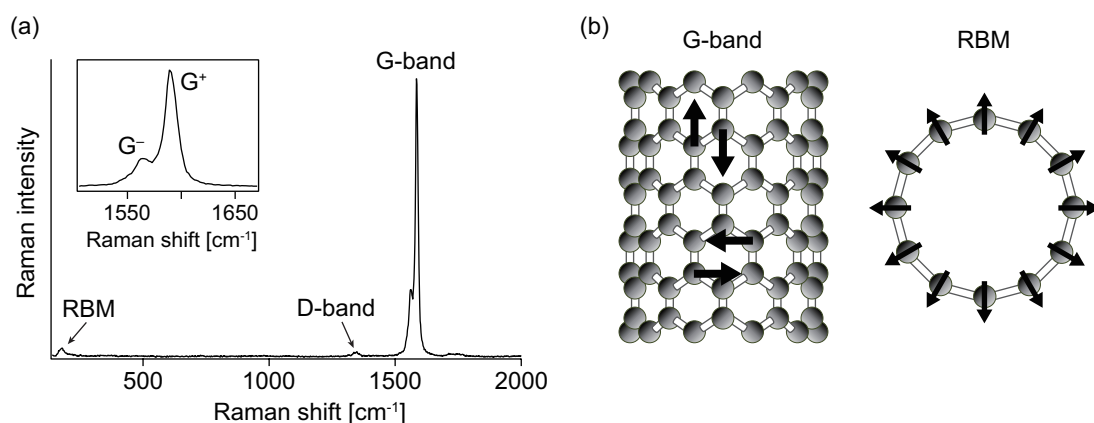 (a)
Raman intensity
G⁺
G⁻
1550
1650
Raman shift [cm⁻¹]
G-band
RBM
D-band
500
1000
1500
2000
Raman shift [cm⁻¹]
(b)
G-band
RBM